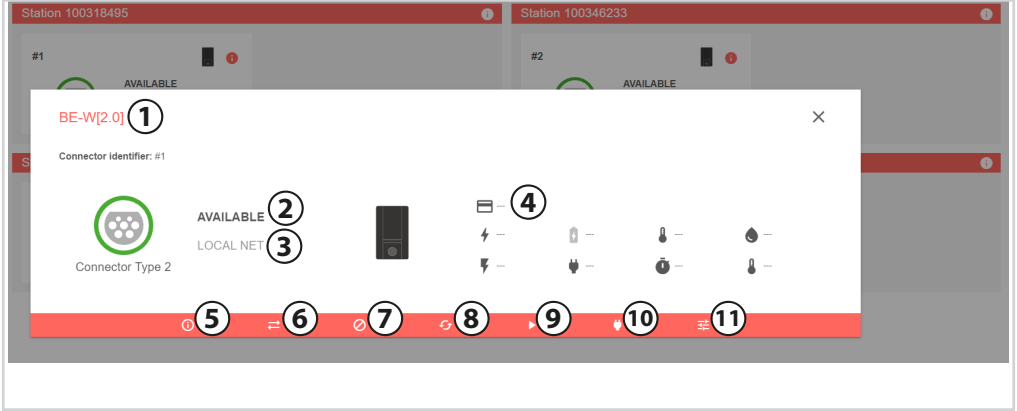 Station 100318495
Station 100346233
#1
#2
AVAILABLE
AVAILABLE
BE-W[2.0] 1
Connector identifier: #1
S
AVAILABLE 2
LOCAL NET 3
Connector Type 2
4 --
--
--
--
--
--
--
--
--
5 6 7 8 9 10 11